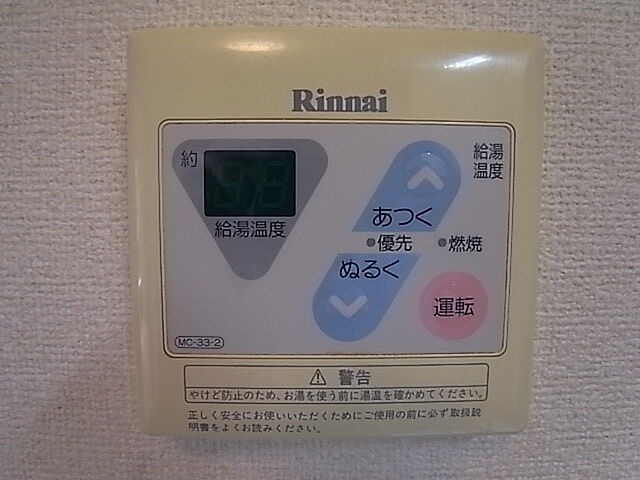 Rinnai
約
給湯温度
給湯
温度
あつく
優先
燃焼
ぬるく
運転
MC-33-2
⚠ 警告
やけど防止のため、お湯を使う前に湯温を確かめてください。
正しく安全にお使いいただくためにご使用の前に必ず取扱説
明書をよくお読みください。